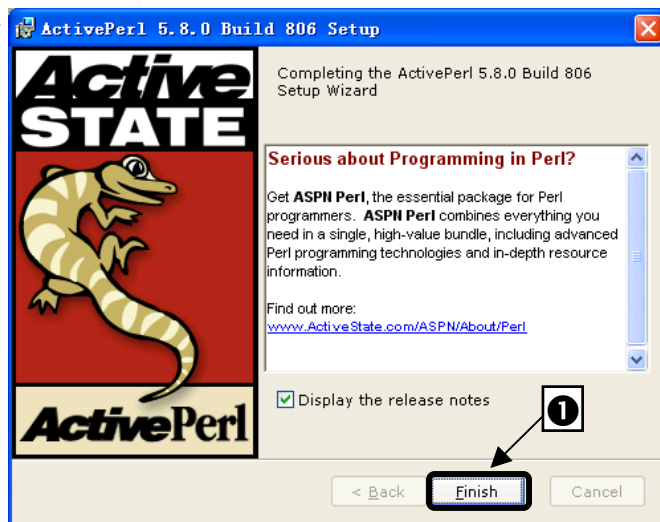 ActivePerl 5.8.0 Build 806 Setup
Active
STATE
ActivePerl
Completing the ActivePerl 5.8.0 Build 806
Setup Wizard
Serious about Programming in Perl?
Get ASPN Perl, the essential package for Perl
programmers. ASPN Perl combines everything you
need in a single, high-value bundle, including advanced
Perl programming technologies and in-depth resource
information.
Find out more:
www.ActiveState.com/ASPN/About/Perl
Display the release notes
1
< Back
Finish
Cancel